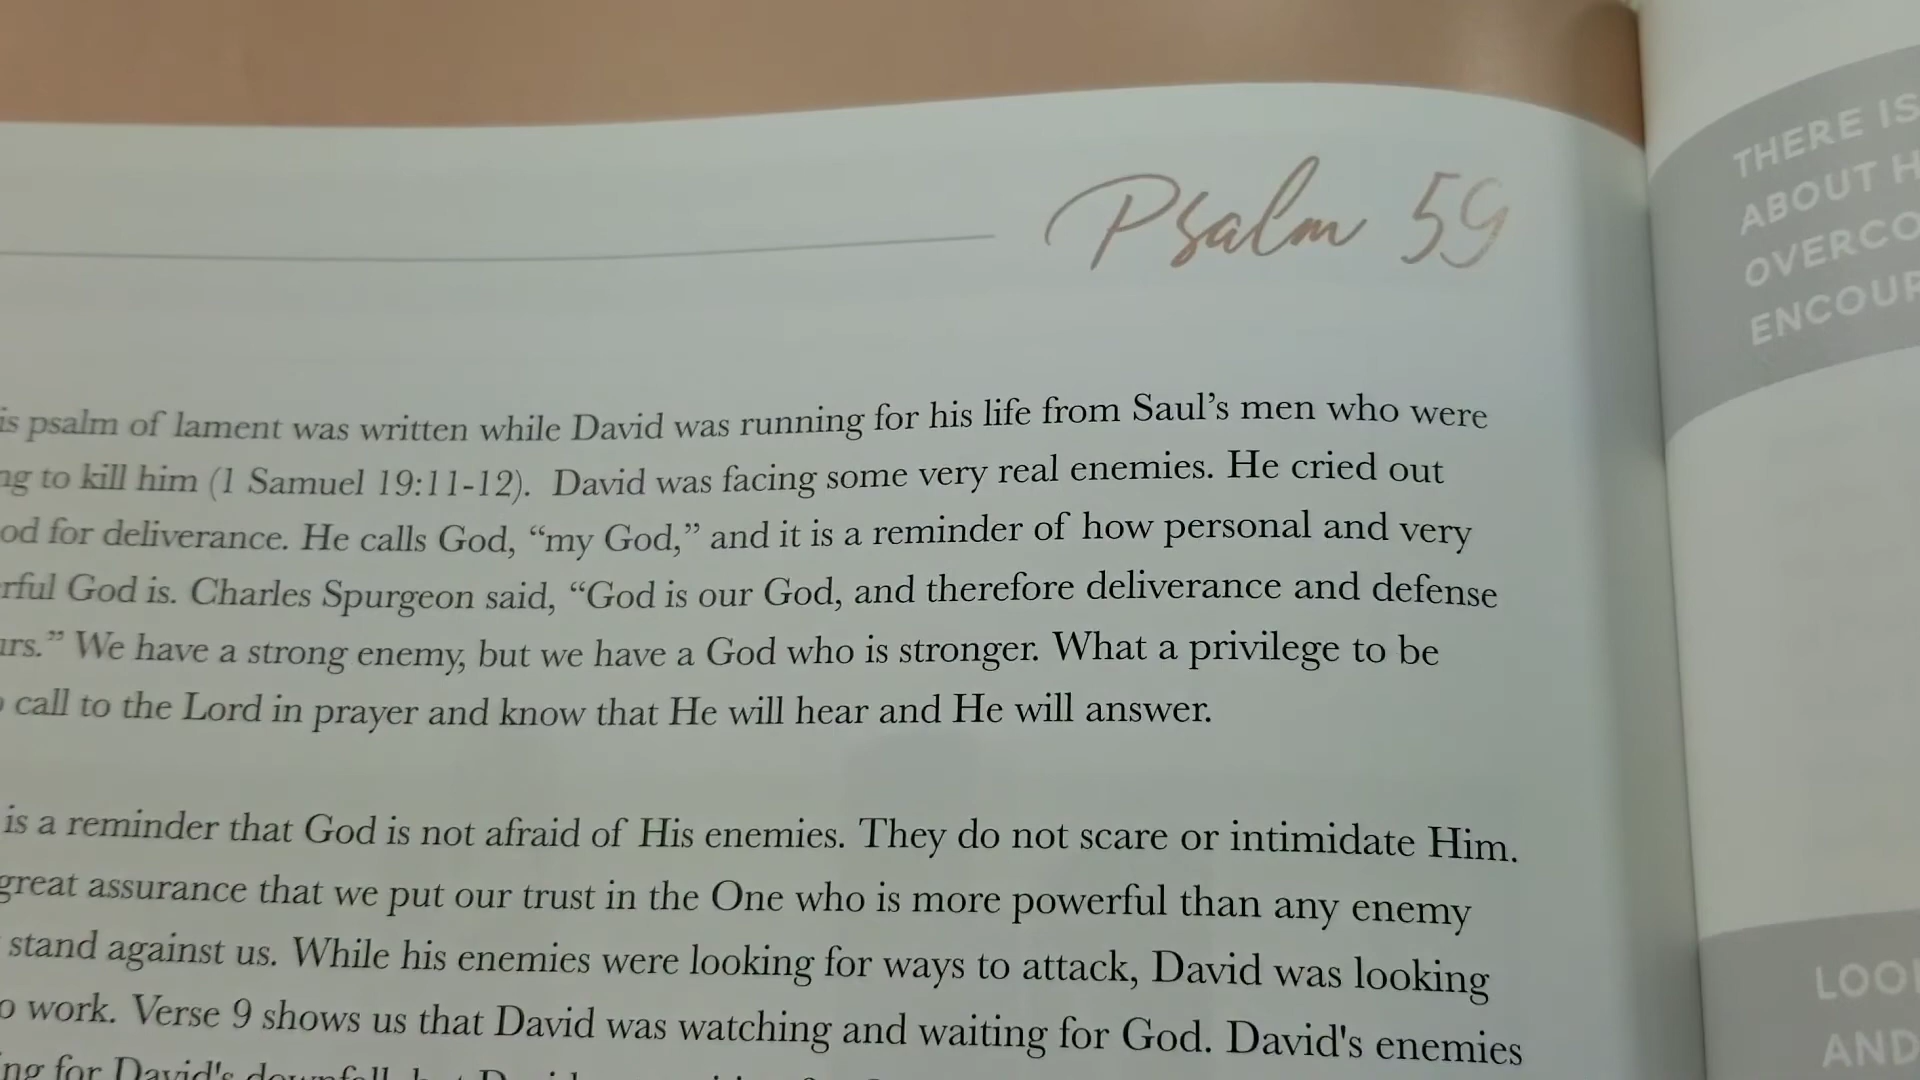 Psalm 59
is psalm of lament was written while David was running for his life from Saul’s men who were
ng to kill him (1 Samuel 19:11-12). David was facing some very real enemies. He cried out
od for deliverance. He calls God, “my God,” and it is a reminder of how personal and very
rful God is. Charles Spurgeon said, “God is our God, and therefore deliverance and defense
urs.” We have a strong enemy, but we have a God who is stronger. What a privilege to be
call to the Lord in prayer and know that He will hear and He will answer.
is a reminder that God is not afraid of His enemies. They do not scare or intimidate Him.
great assurance that we put our trust in the One who is more powerful than any enemy
stand against us. While his enemies were looking for ways to attack, David was looking
o work. Verse 9 shows us that David was watching and waiting for God. David's enemies
ng for David's downfall, but David
THERE IS
ABOUT H
OVERCO
ENCOUR
LOO
AND